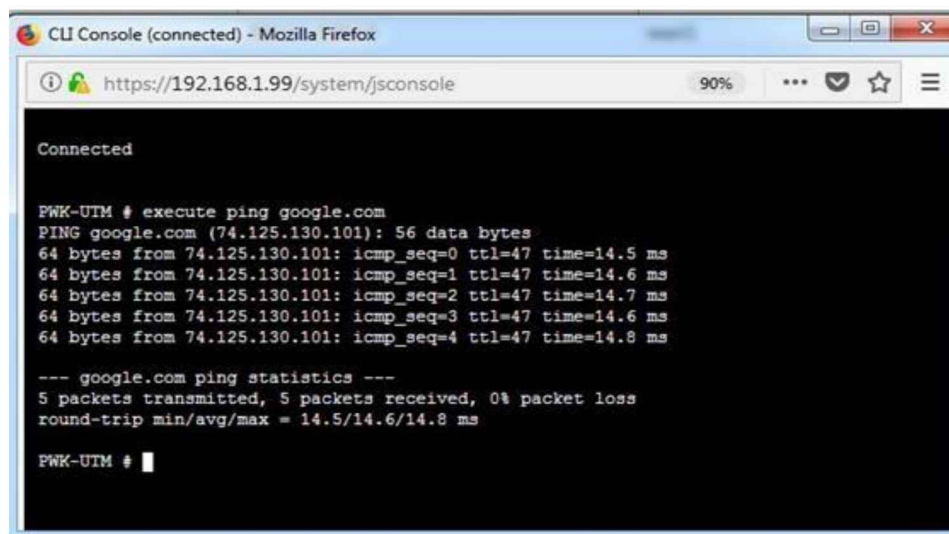 CLI Console (connected) - Mozilla Firefox
https://192.168.1.99/system/jsconsole 90%
Connected
PWK-UTM # execute ping google.com
PING google.com (74.125.130.101): 56 data bytes
64 bytes from 74.125.130.101: icmp_seq=0 ttl=47 time=14.5 ms
64 bytes from 74.125.130.101: icmp_seq=1 ttl=47 time=14.6 ms
64 bytes from 74.125.130.101: icmp_seq=2 ttl=47 time=14.7 ms
64 bytes from 74.125.130.101: icmp_seq=3 ttl=47 time=14.6 ms
64 bytes from 74.125.130.101: icmp_seq=4 ttl=47 time=14.8 ms
--- google.com ping statistics ---
5 packets transmitted, 5 packets received, 0% packet loss
round-trip min/avg/max = 14.5/14.6/14.8 ms
PWK-UTM #